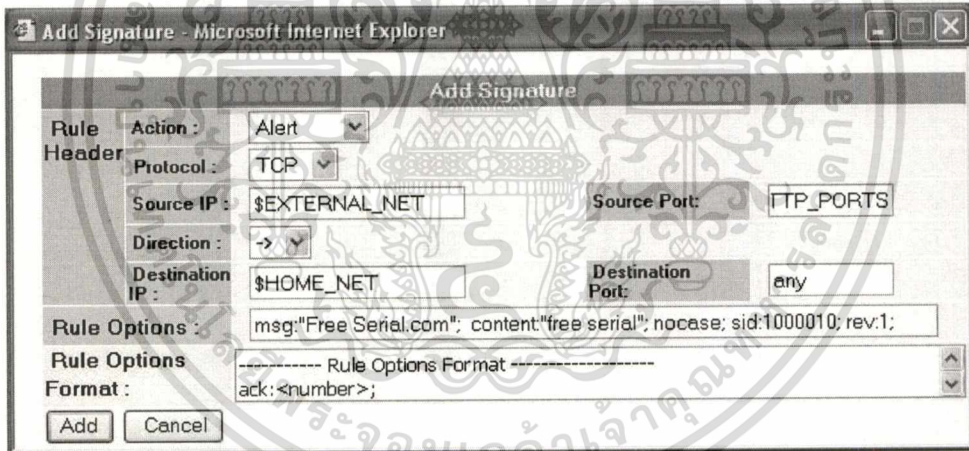 Add Signature - Microsoft Internet Explorer
Add Signature
Rule Header
Action : Alert
Protocol : TCP
Source IP : $EXTERNAL_NET Source Port: TTP_PORTS
Direction : ->
Destination IP : $HOME_NET Destination Port: any
Rule Options : msg:"Free Serial.com"; content:"free serial"; nocase; sid:1000010; rev:1;
Rule Options Format :
----------- Rule Options Format -------------------
ack:<number>;
Add Cancel